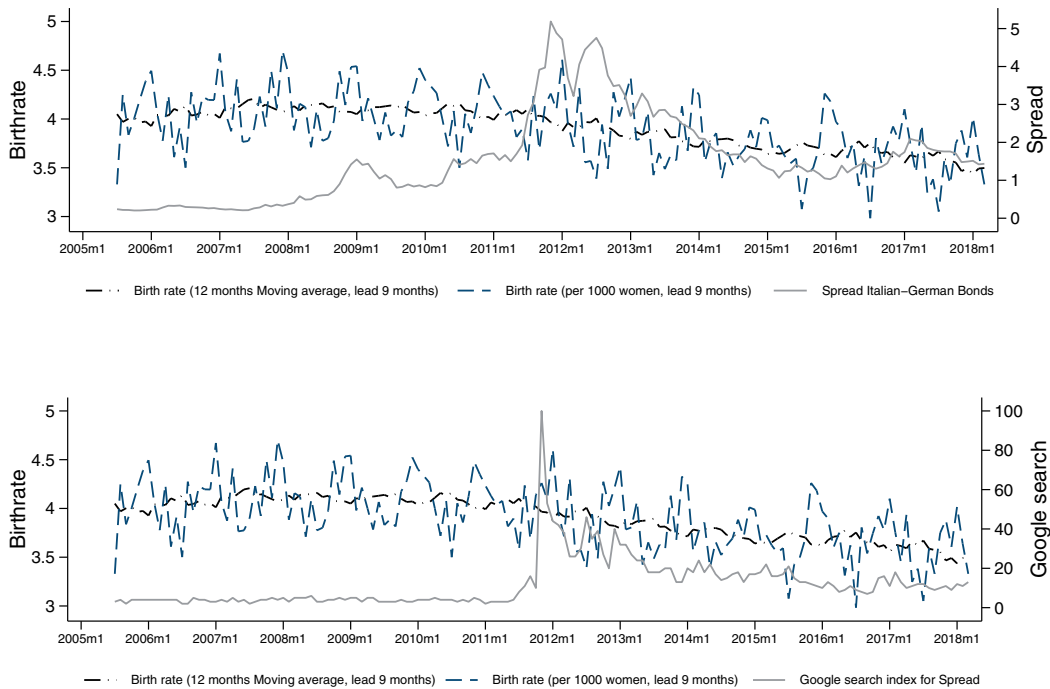 Birthrate
5
4.5
4
3.5
3
5
4
3
2
1
0
Spread
2005m1 2006m1 2007m1 2008m1 2009m1 2010m1 2011m1 2012m1 2013m1 2014m1 2015m1 2016m1 2017m1 2018m1
Birth rate (12 months Moving average, lead 9 months) Birth rate (per 1000 women, lead 9 months) Spread Italian−German Bonds
Birthrate
5
4.5
4
3.5
3
100
80
60
40
20
0
Google search
2005m1 2006m1 2007m1 2008m1 2009m1 2010m1 2011m1 2012m1 2013m1 2014m1 2015m1 2016m1 2017m1 2018m1
Birth rate (12 months Moving average, lead 9 months) Birth rate (per 1000 women, lead 9 months) Google search index for Spread